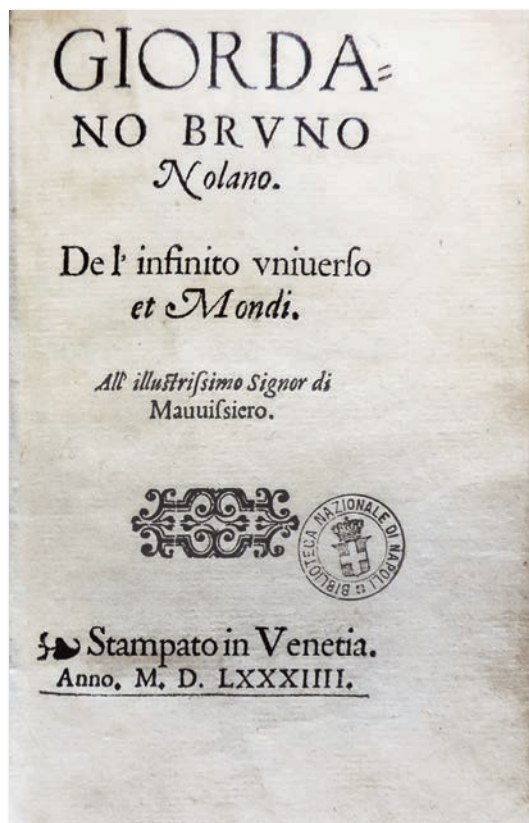 GIORDA=
NO BRVNO
Nolano.
De l' infinito vniuerſo
et Mondi.
All' illuſtriſſimo Signor di
Mauuiſsiero.
BIBLIOTECA NAZIONALE DI NAPOLI
Stampato in Venetia.
Anno. M. D. LXXXIIII.